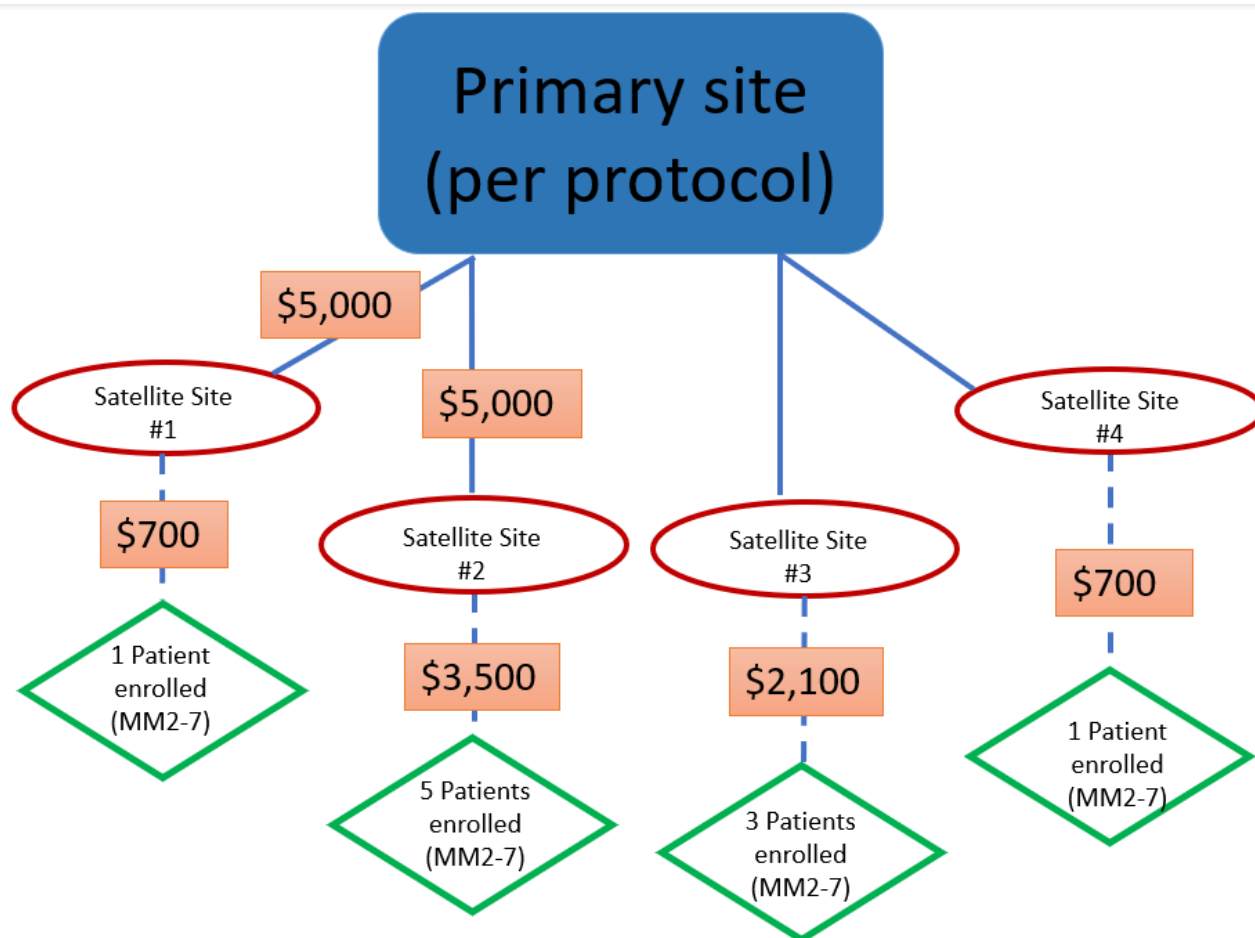 Primary site
(per protocol)
$5,000
$5,000
Satellite Site
#1
Satellite Site
#2
Satellite Site
#3
Satellite Site
#4
$700
$3,500
$2,100
$700
1 Patient
enrolled
(MM2-7)
5 Patients
enrolled
(MM2-7)
3 Patients
enrolled
(MM2-7)
1 Patient
enrolled
(MM2-7)